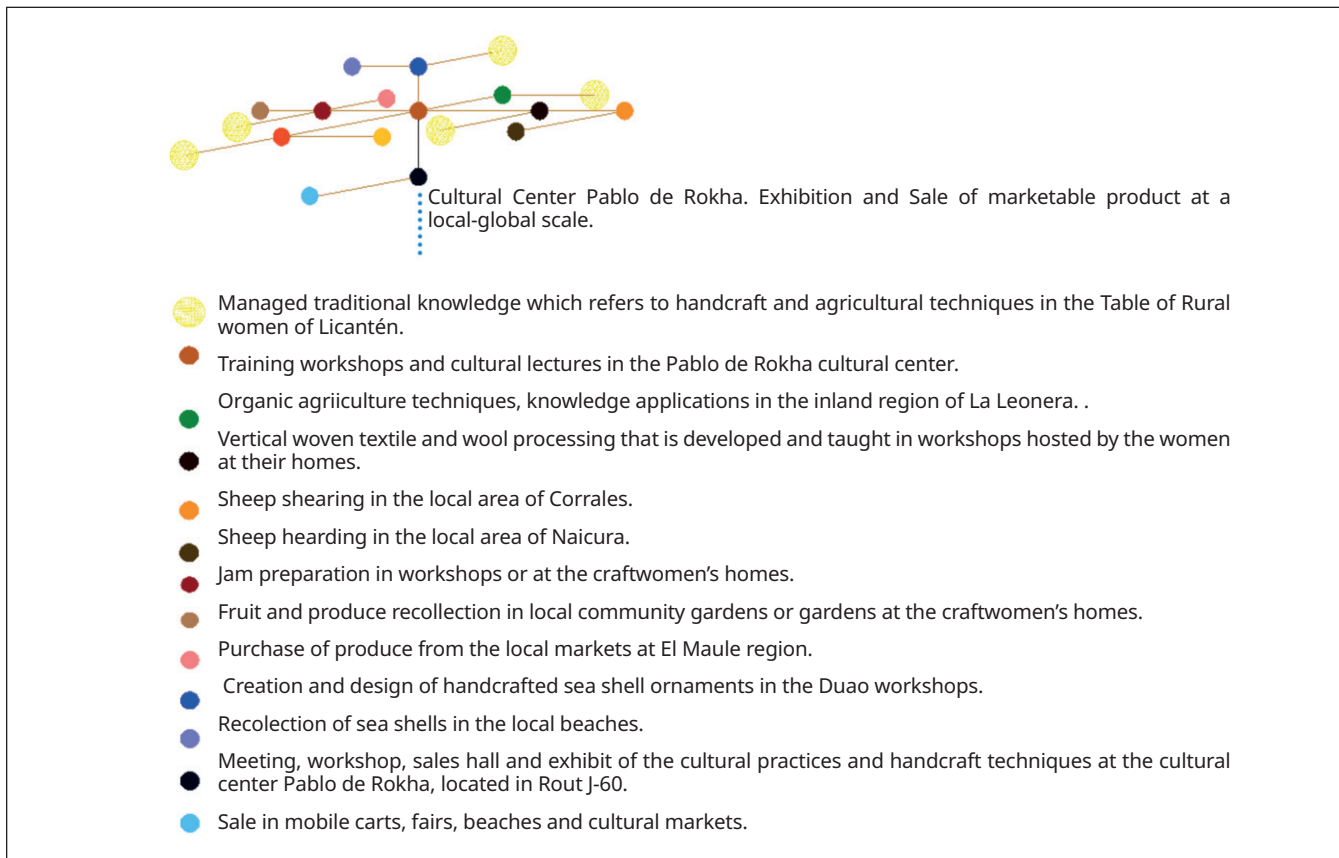 Cultural Center Pablo de Rokha. Exhibition and Sale of marketable product at a
local-global scale.
Managed traditional knowledge which refers to handcraft and agricultural techniques in the Table of Rural
women of Licantén.
Training workshops and cultural lectures in the Pablo de Rokha cultural center.
Organic agriiculture techniques, knowledge applications in the inland region of La Leonera. .
Vertical woven textile and wool processing that is developed and taught in workshops hosted by the women
at their homes.
Sheep shearing in the local area of Corrales.
Sheep hearding in the local area of Naicura.
Jam preparation in workshops or at the craftwomen’s homes.
Fruit and produce recollection in local community gardens or gardens at the craftwomen’s homes.
Purchase of produce from the local markets at El Maule region.
Creation and design of handcrafted sea shell ornaments in the Duao workshops.
Recolection of sea shells in the local beaches.
Meeting, workshop, sales hall and exhibit of the cultural practices and handcraft techniques at the cultural
center Pablo de Rokha, located in Rout J-60.
Sale in mobile carts, fairs, beaches and cultural markets.